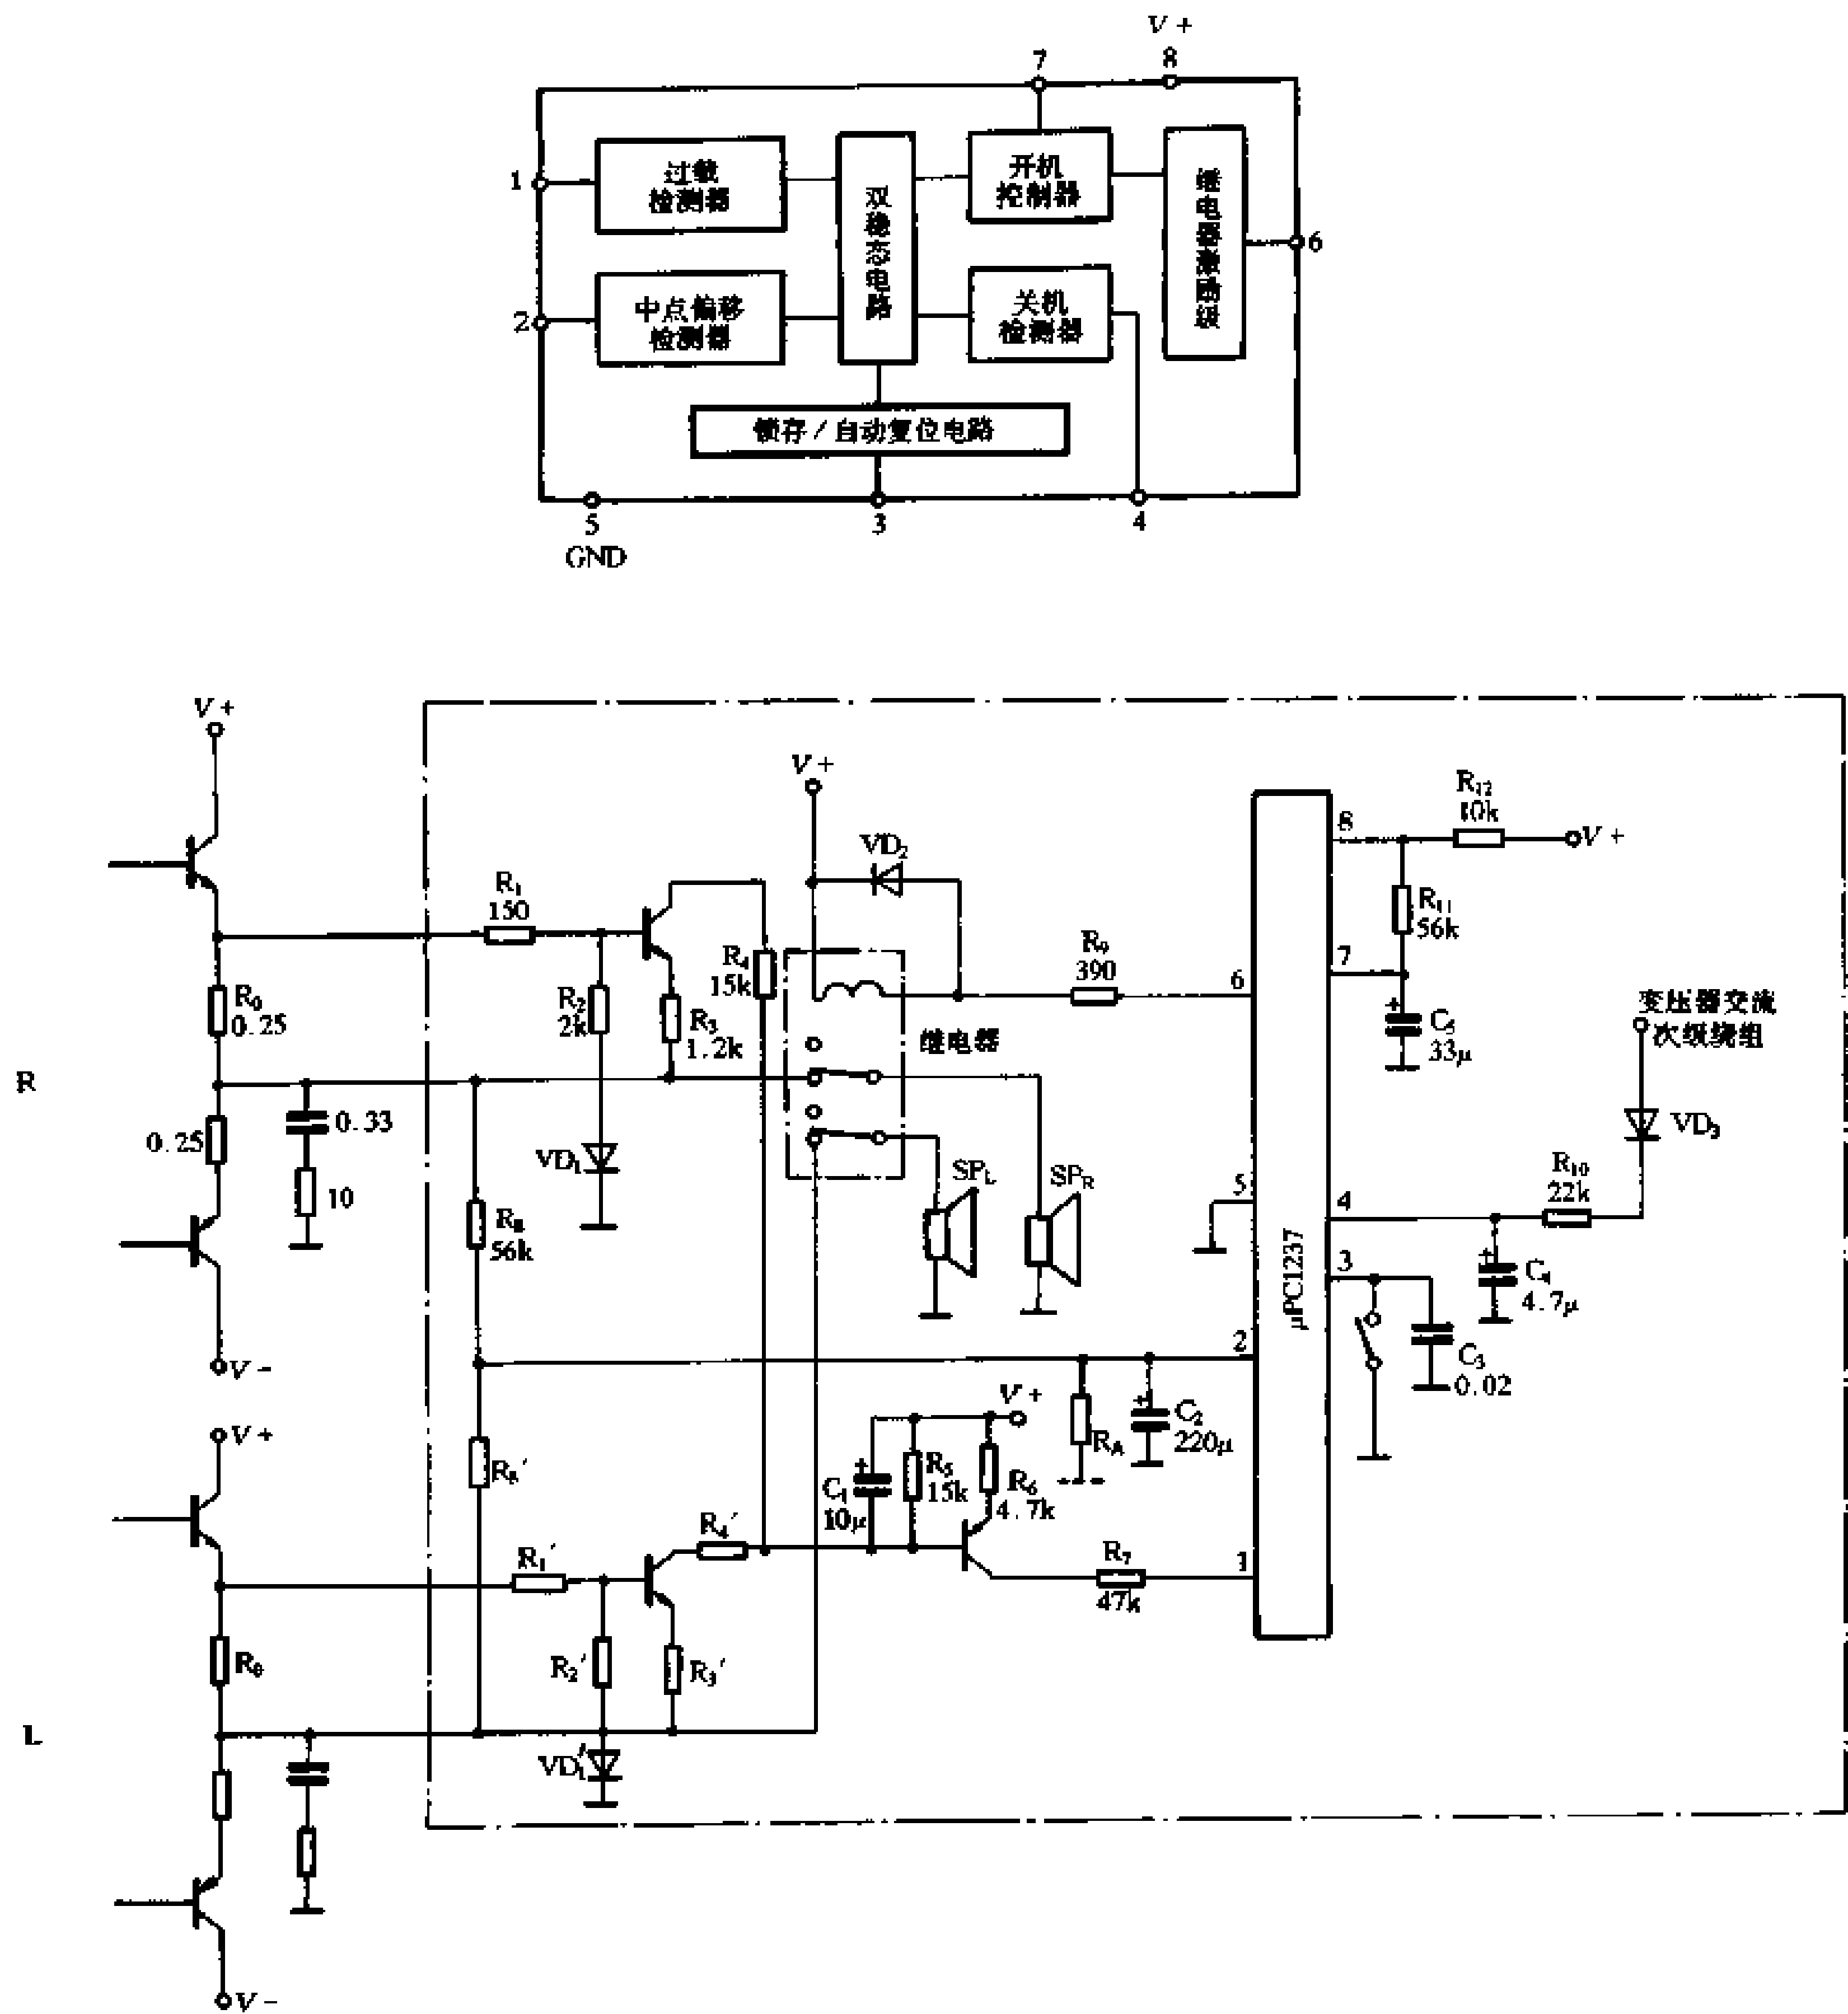 V+
7
8
1
过载
检测器
双稳态电路
开机
控制器
继电器驱动级
6
2
中点偏移
检测器
关机
检测器
锁存/自动复位电路
5
3
4
GND
V+
V+
R₁₂
10k
8
V+
VD₂
R₁
150
R₁₁
56k
R₄
15k
R₉
390
7
6
R₀
0.25
R₂
2k
R₃
1.2k
C₅
33μ
变压器交流
次级绕组
继电器
R
0.25
0.33
VD₁
VD₃
SP_L
SP_R
R₁₀
22k
10
5
4
R₈
56k
μPC1237
3
C₄
4.7μ
2
C₃
0.02
V−
V+
V+
R_A
C₂
220μ
R₈′
C₁
10μ
R₅
15k
R₆
4.7k
R₄′
R₁′
R₇
47k
1
R₀
R₂′
R₃′
L
VD₁′
V−